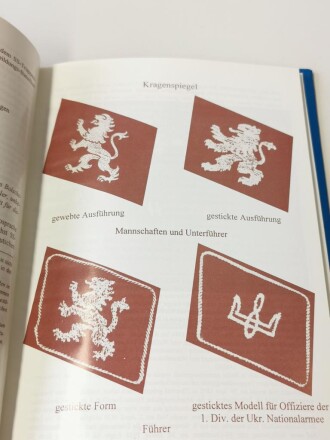 Kragenspiegel
gewebte Ausführung
gestickte Ausführung
Mannschaften und Unterführer
gestickte Form
gesticktes Modell für Offiziere der
1. Div. der Ukr. Nationalarmee
Führer